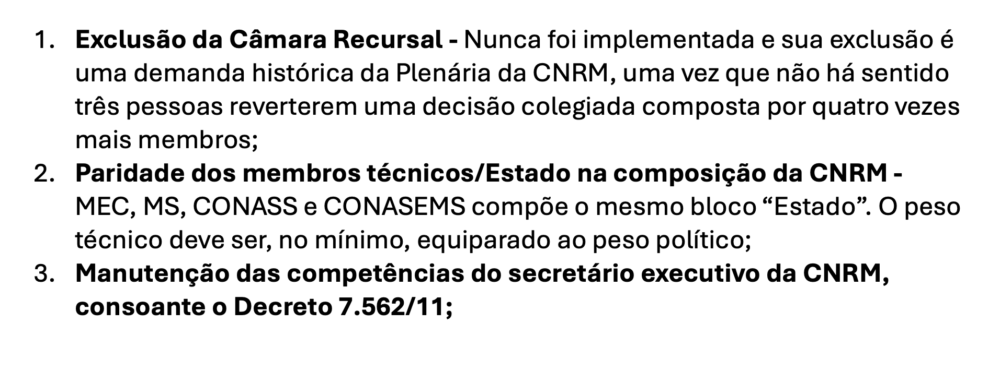 1. Exclusão da Câmara Recursal - Nunca foi implementada e sua exclusão é
uma demanda histórica da Plenária da CNRM, uma vez que não há sentido
três pessoas reverterem uma decisão colegiada composta por quatro vezes
mais membros;
2. Paridade dos membros técnicos/Estado na composição da CNRM -
MEC, MS, CONASS e CONASEMS compõe o mesmo bloco “Estado”. O peso
técnico deve ser, no mínimo, equiparado ao peso político;
3. Manutenção das competências do secretário executivo da CNRM,
consoante o Decreto 7.562/11;